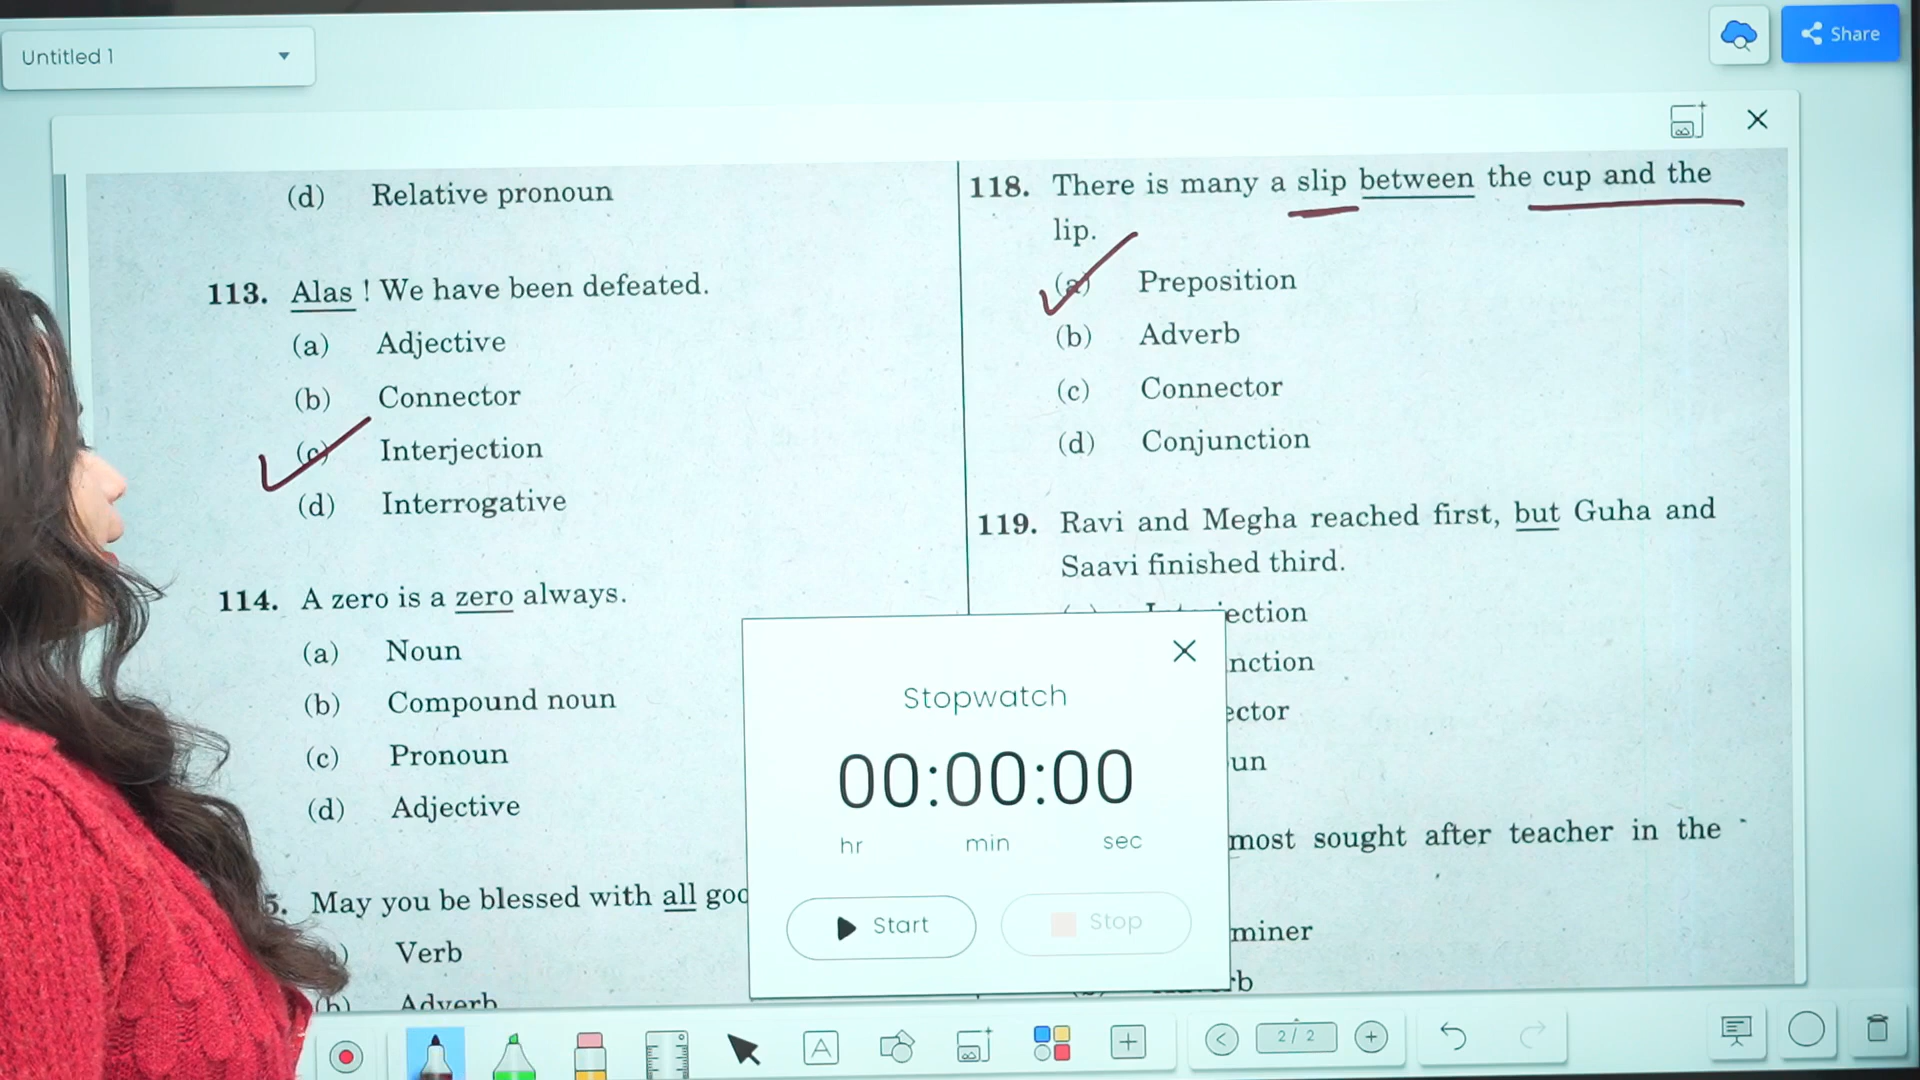 Untitled 1
Share
(d) Relative pronoun
113. Alas ! We have been defeated.
(a) Adjective
(b) Connector
(c) Interjection
(d) Interrogative
114. A zero is a zero always.
(a) Noun
(b) Compound noun
(c) Pronoun
(d) Adjective
5. May you be blessed with all goo
) Verb
(b) Adverb
118. There is many a slip between the cup and the
lip.
(a) Preposition
(b) Adverb
(c) Connector
(d) Conjunction
119. Ravi and Megha reached first, but Guha and
Saavi finished third.
jection
nction
ector
un
most sought after teacher in the
miner
rb
Stopwatch
00:00:00
hr min sec
Start Stop
A
2 / 2